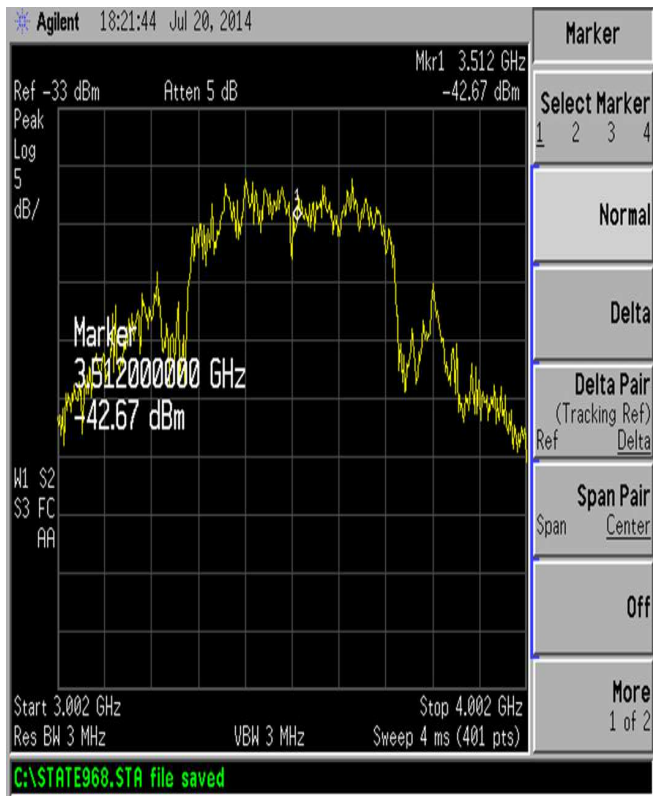 Agilent 18:21:44 Jul 20, 2014
Mkr1 3.512 GHz
Ref -33 dBm Atten 5 dB -42.67 dBm
Peak
Log
5
dB/
1
Marker
3.512000000 GHz
-42.67 dBm
W1 S2
S3 FC
AA
Start 3.002 GHz Stop 4.002 GHz
Res BW 3 MHz VBW 3 MHz Sweep 4 ms (401 pts)
C:\STATE968.STA file saved
Marker
Select Marker
1 2 3 4
Normal
Delta
Delta Pair
(Tracking Ref)
Ref Delta
Span Pair
Span Center
Off
More
1 of 2